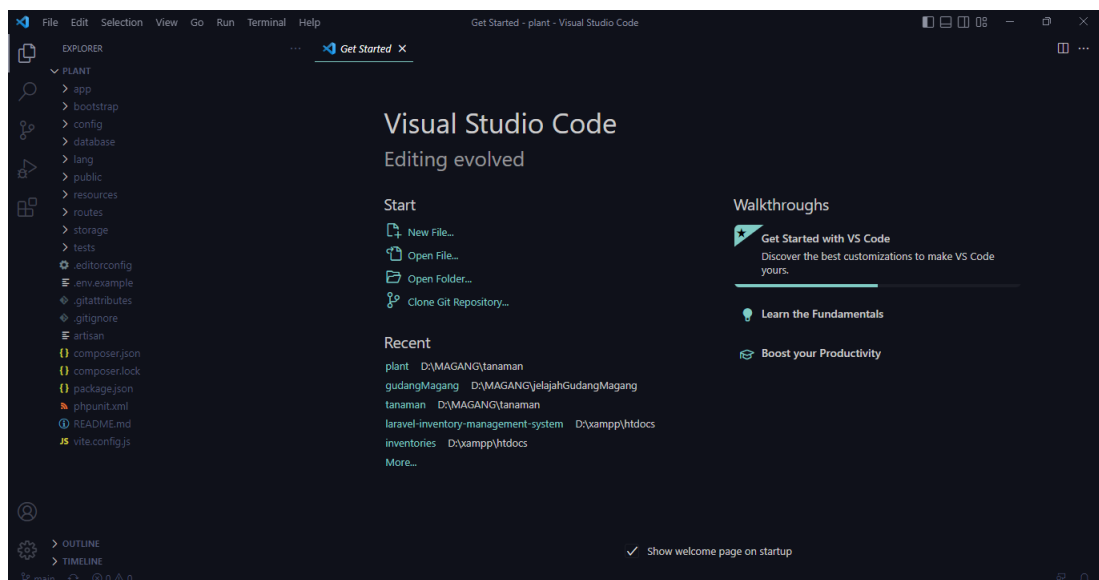 File Edit Selection View Go Run Terminal Help
Get Started - plant - Visual Studio Code
EXPLORER
PLANT
app
bootstrap
config
database
lang
public
resources
routes
storage
tests
.editorconfig
.env.example
.gitattributes
.gitignore
artisan
composer.json
composer.lock
package.json
phpunit.xml
README.md
JS vite.config.js
OUTLINE
TIMELINE
main 0 0
Get Started
Visual Studio Code
Editing evolved
Start
New File...
Open File...
Open Folder...
Clone Git Repository...
Recent
plant D:\MAGANG\tanaman
gudangMagang D:\MAGANG\jelajahGudangMagang
tanaman D:\MAGANG\tanaman
laravel-inventory-management-system D:\xampp\htdocs
inventories D:\xampp\htdocs
More...
Walkthroughs
Get Started with VS Code
Discover the best customizations to make VS Code
yours.
Learn the Fundamentals
Boost your Productivity
Show welcome page on startup